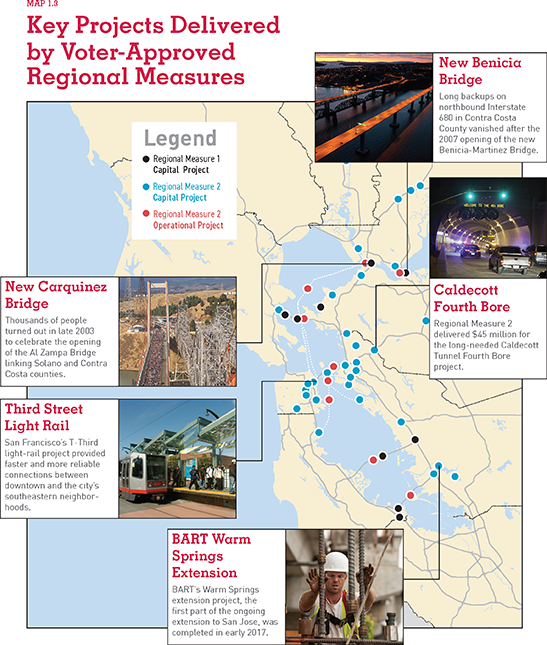 MAP 1.3
Key Projects Delivered
by Voter-Approved
Regional Measures
New Benicia
Bridge
Long backups on
northbound Interstate
680 in Contra Costa
County vanished after the
2007 opening of the new
Benicia-Martinez Bridge.
Legend
Regional Measure 1
Capital Project
Regional Measure 2
Capital Project
Regional Measure 2
Operational Project
WELCOME TO THE 4TH BORE
Caldecott
Fourth Bore
Regional Measure 2
delivered $45 million for
the long-needed Caldecott
Tunnel Fourth Bore
project.
New Carquinez
Bridge
Thousands of people
turned out in late 2003
to celebrate the opening
of the Al Zampa Bridge
linking Solano and Contra
Costa counties.
Third Street
Light Rail
San Francisco's T-Third
light-rail project provided
faster and more reliable
connections between
downtown and the city's
southeastern neighbor-
hoods.
BART Warm
Springs
Extension
BART's Warm Springs
extension project, the
first part of the ongoing
extension to San Jose, was
completed in early 2017.